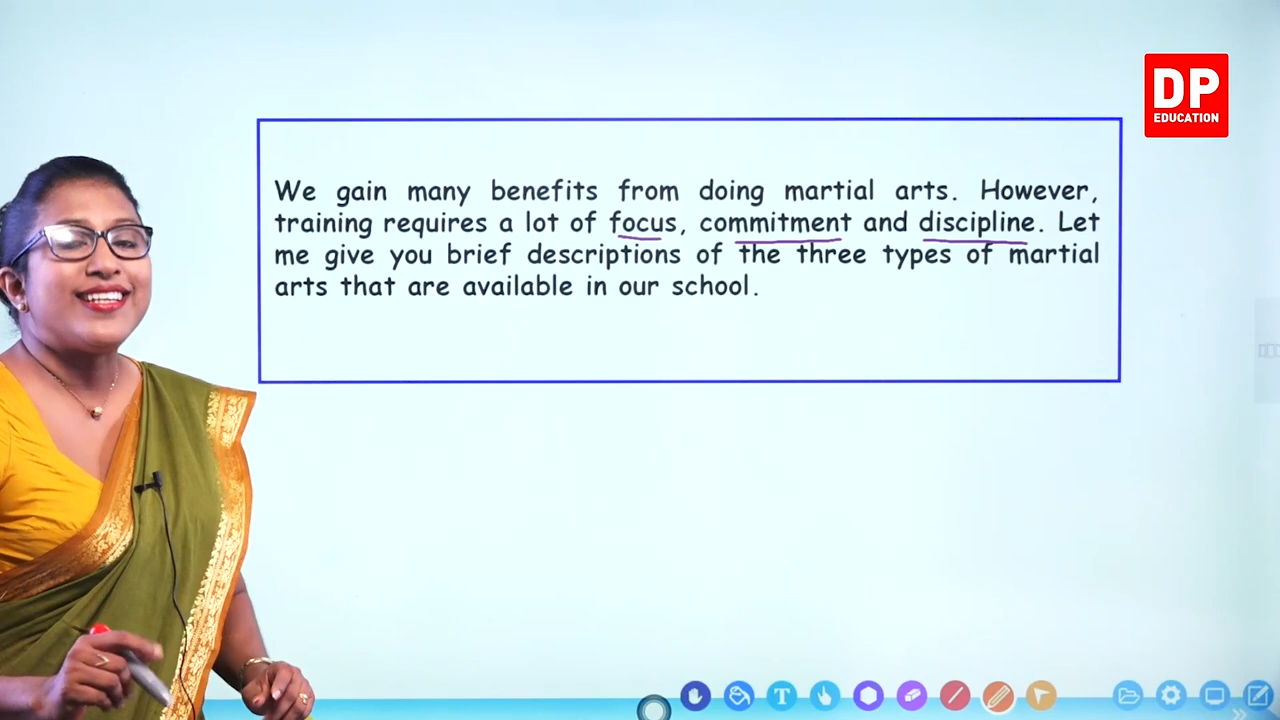 DP
EDUCATION
We gain many benefits from doing martial arts. However,
training requires a lot of focus, commitment and discipline. Let
me give you brief descriptions of the three types of martial
arts that are available in our school.
T